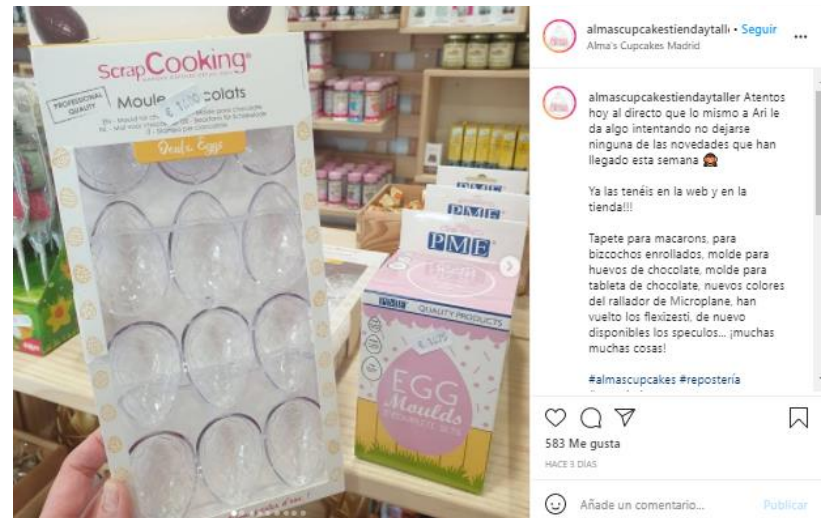 ScrapCooking®
PROFESSIONAL
QUALITY
Moule chocolats
€
Oeufs, Eggs
PME
PME
PME
PME
QUALITY PRODUCTS
€
EGG
Moulds
almascupcakestiendaytall • Seguir
Alma's Cupcakes Madrid
almascupcakestiendaytaller Atentos
hoy al directo que lo mismo a Ari le
da algo intentando no dejarse
ninguna de las novedades que han
llegado esta semana 🙈
Ya las tenéis en la web y en la
tienda!!!
Tapete para macarons, para
bizcochos enrollados, molde para
huevos de chocolate, molde para
tableta de chocolate, nuevos colores
del rallador de Microplane, han
vuelto los flexizesti, de nuevo
disponibles los speculos... ¡muchas
muchas cosas!
#almascupcakes #repostería
583 Me gusta
HACE 3 DÍAS
Añade un comentario...
Publicar